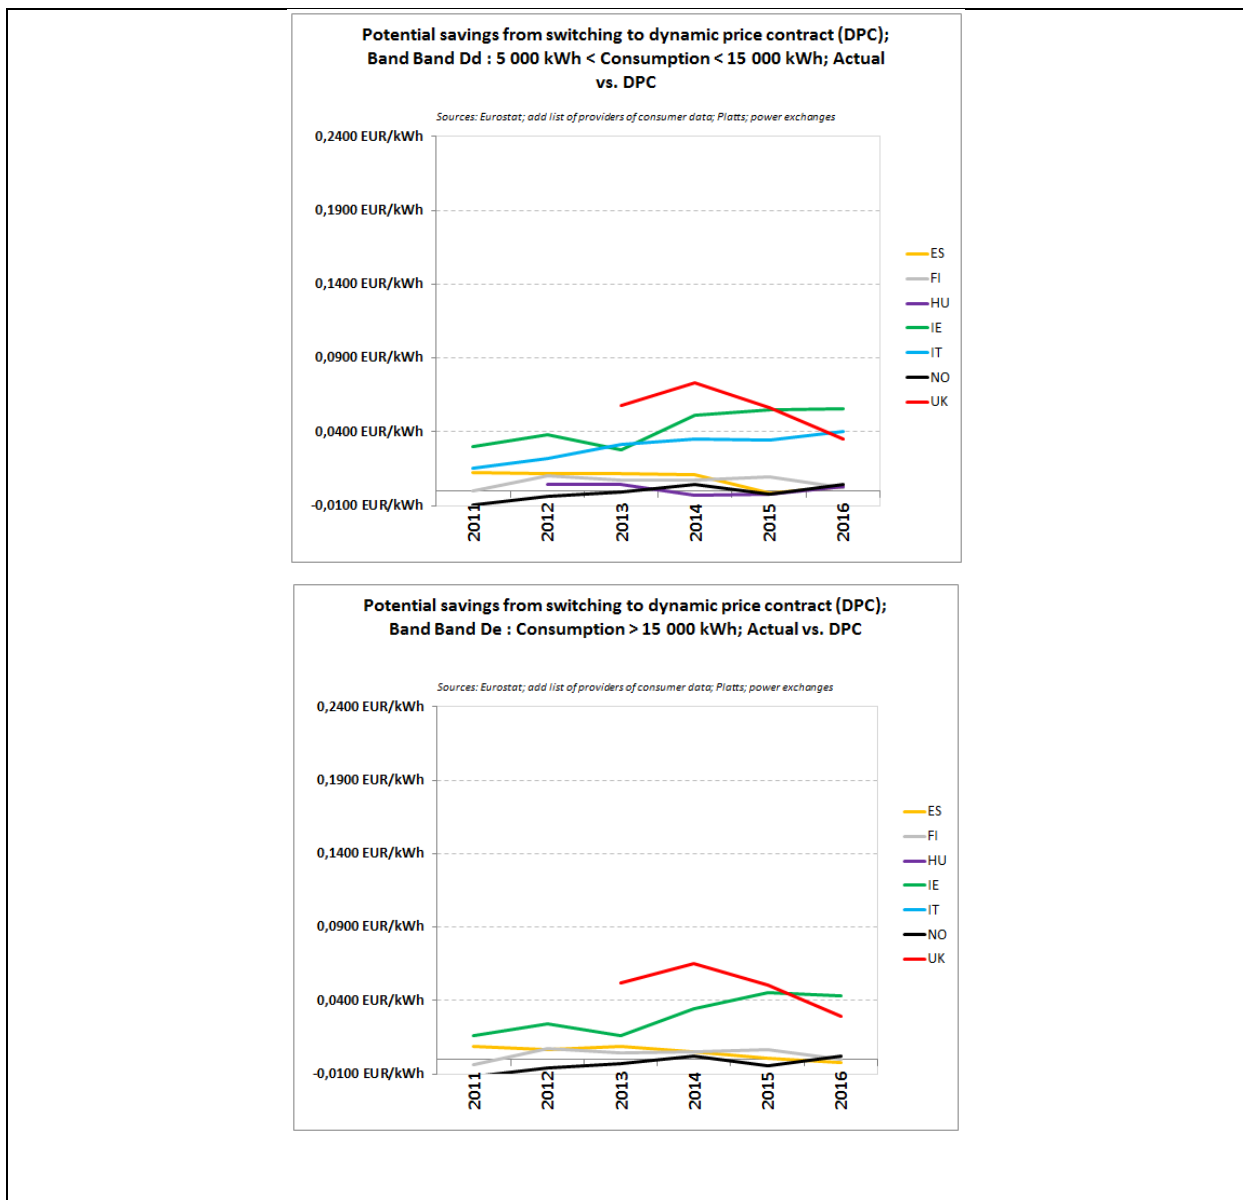 Potential savings from switching to dynamic price contract (DPC);
Band Band Dd : 5 000 kWh < Consumption < 15 000 kWh; Actual
vs. DPC
Sources: Eurostat; add list of providers of consumer data; Platts; power exchanges
0,2400 EUR/kWh
0,1900 EUR/kWh
0,1400 EUR/kWh
0,0900 EUR/kWh
0,0400 EUR/kWh
-0,0100 EUR/kWh
2011
2012
2013
2014
2015
2016
ES
FI
HU
IE
IT
NO
UK
Potential savings from switching to dynamic price contract (DPC);
Band Band De : Consumption > 15 000 kWh; Actual vs. DPC
Sources: Eurostat; add list of providers of consumer data; Platts; power exchanges
0,2400 EUR/kWh
0,1900 EUR/kWh
0,1400 EUR/kWh
0,0900 EUR/kWh
0,0400 EUR/kWh
-0,0100 EUR/kWh
2011
2012
2013
2014
2015
2016
ES
FI
HU
IE
IT
NO
UK